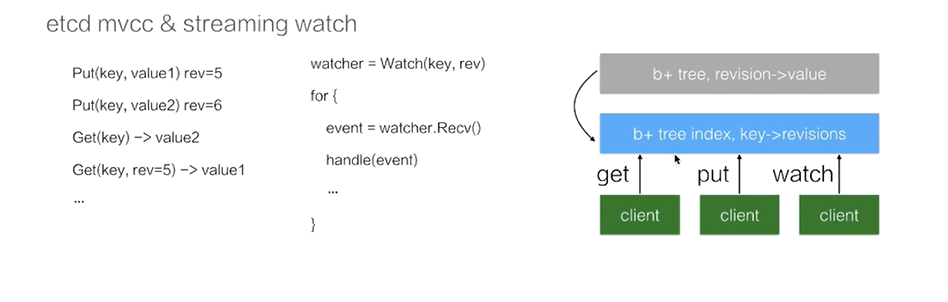 etcd mvcc & streaming watch
Put(key, value1) rev=5
Put(key, value2) rev=6
Get(key) –> value2
Get(key, rev=5) –> value1
...
watcher = Watch(key, rev)
for {
event = watcher.Recv()
handle(event)
...
}
b+ tree, revision->value
b+ tree index, key->revisions
get put watch
client client client